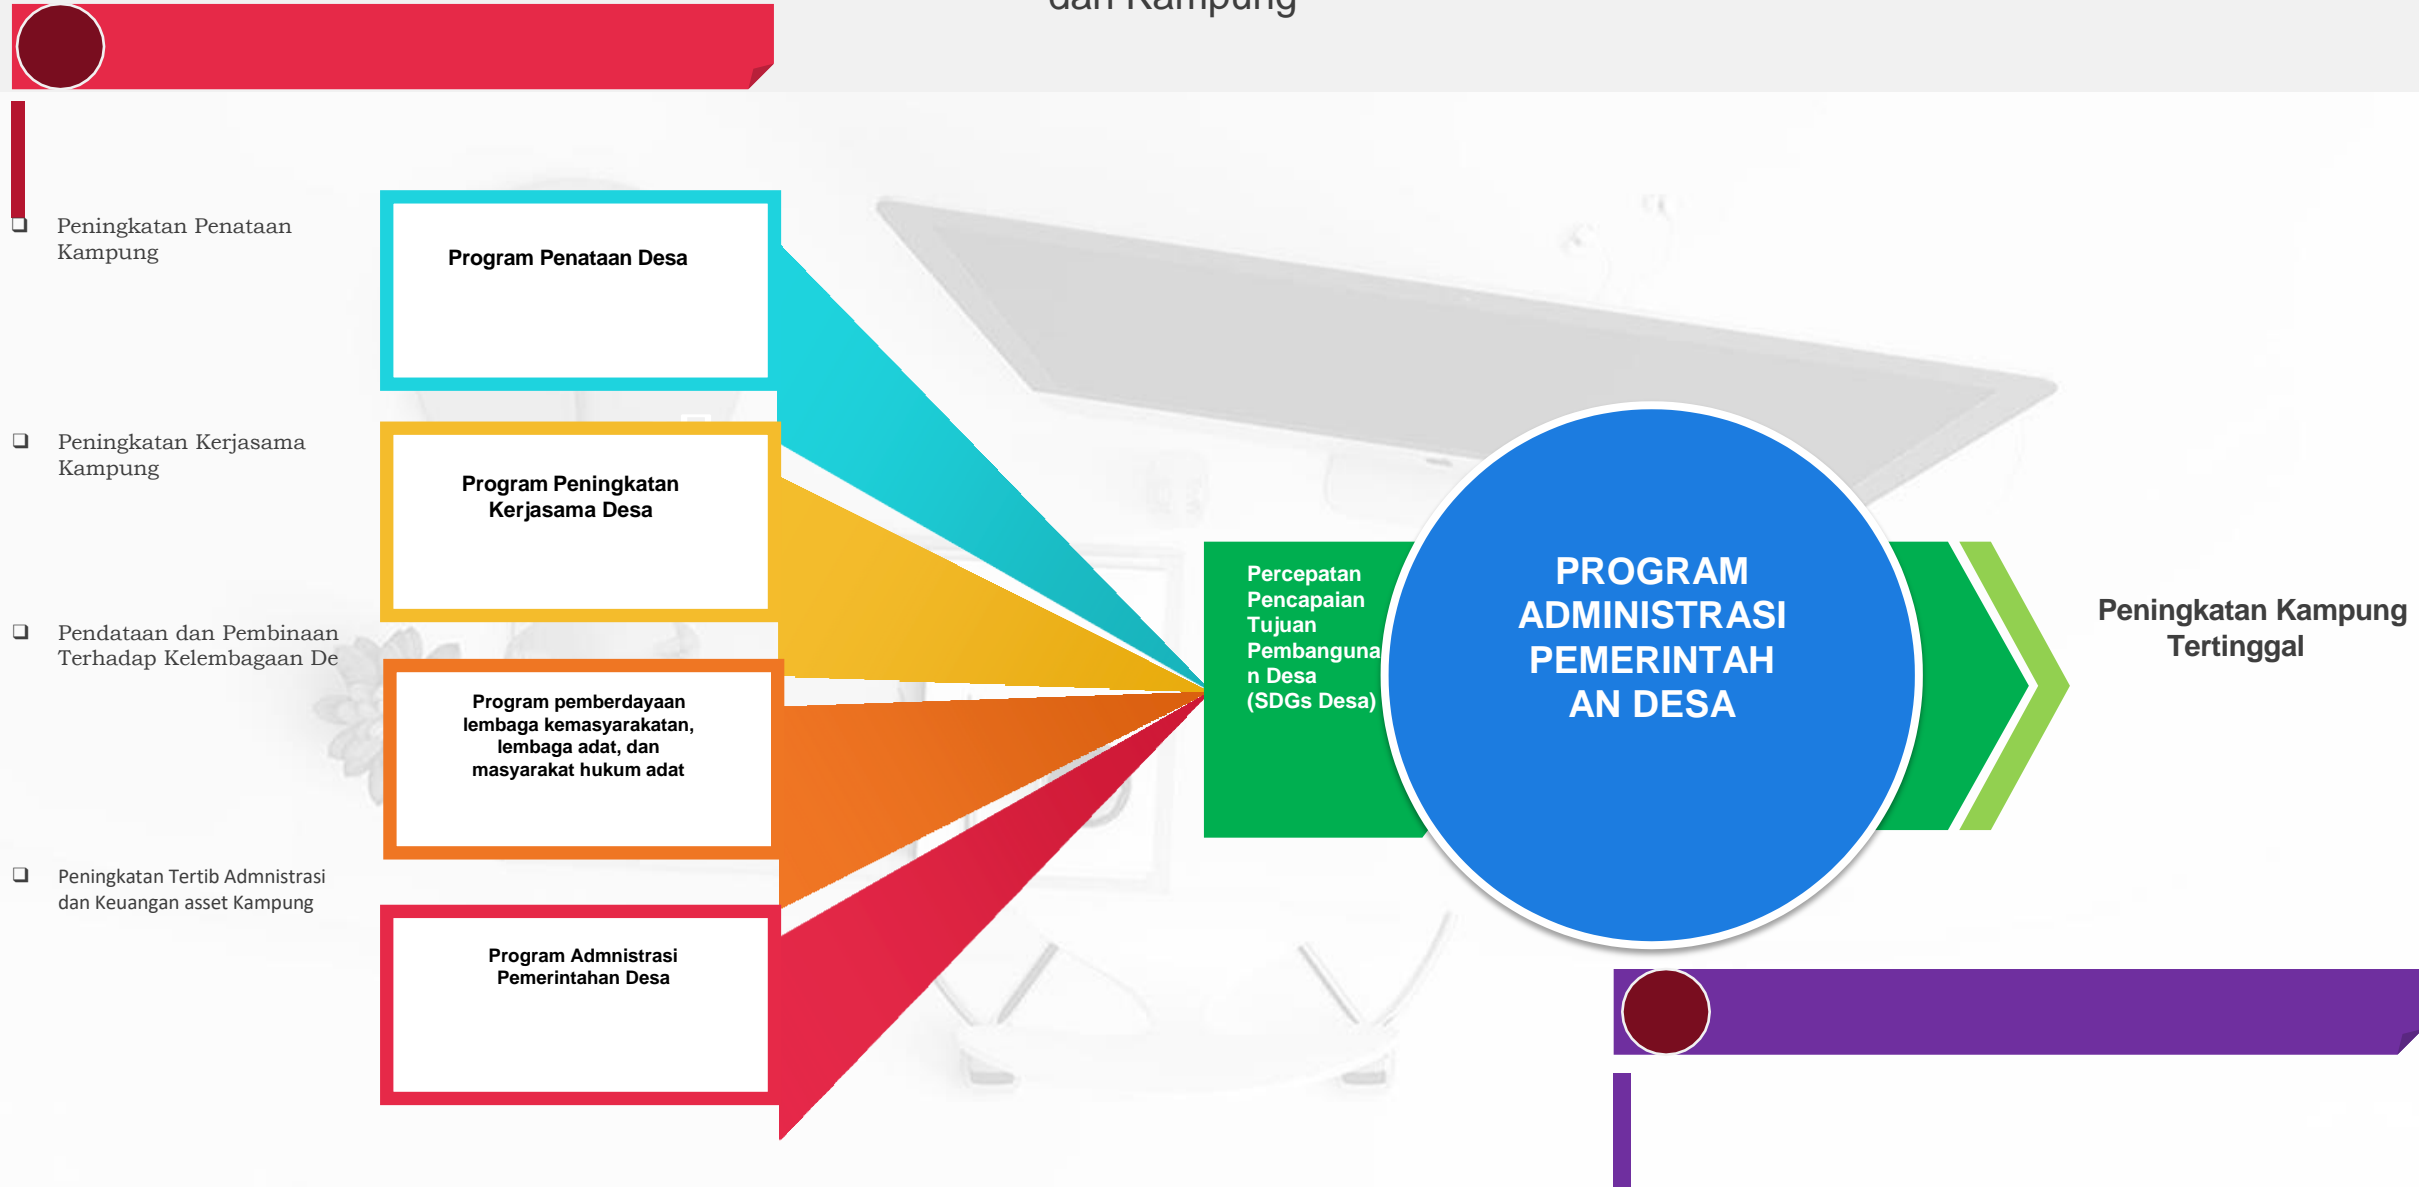 dan Kampung
❑ Peningkatan Penataan
Kampung
Program Penataan Desa
❑ Peningkatan Kerjasama
Kampung
Program Peningkatan
Kerjasama Desa
❑ Pendataan dan Pembinaan
Terhadap Kelembagaan De
Program pemberdayaan
lembaga kemasyarakatan,
lembaga adat, dan
masyarakat hukum adat
❑ Peningkatan Tertib Admnistrasi
dan Keuangan asset Kampung
Program Admnistrasi
Pemerintahan Desa
Percepatan
Pencapaian
Tujuan
Pembanguna
n Desa
(SDGs Desa)
PROGRAM
ADMINISTRASI
PEMERINTAH
AN DESA
Peningkatan Kampung
Tertinggal